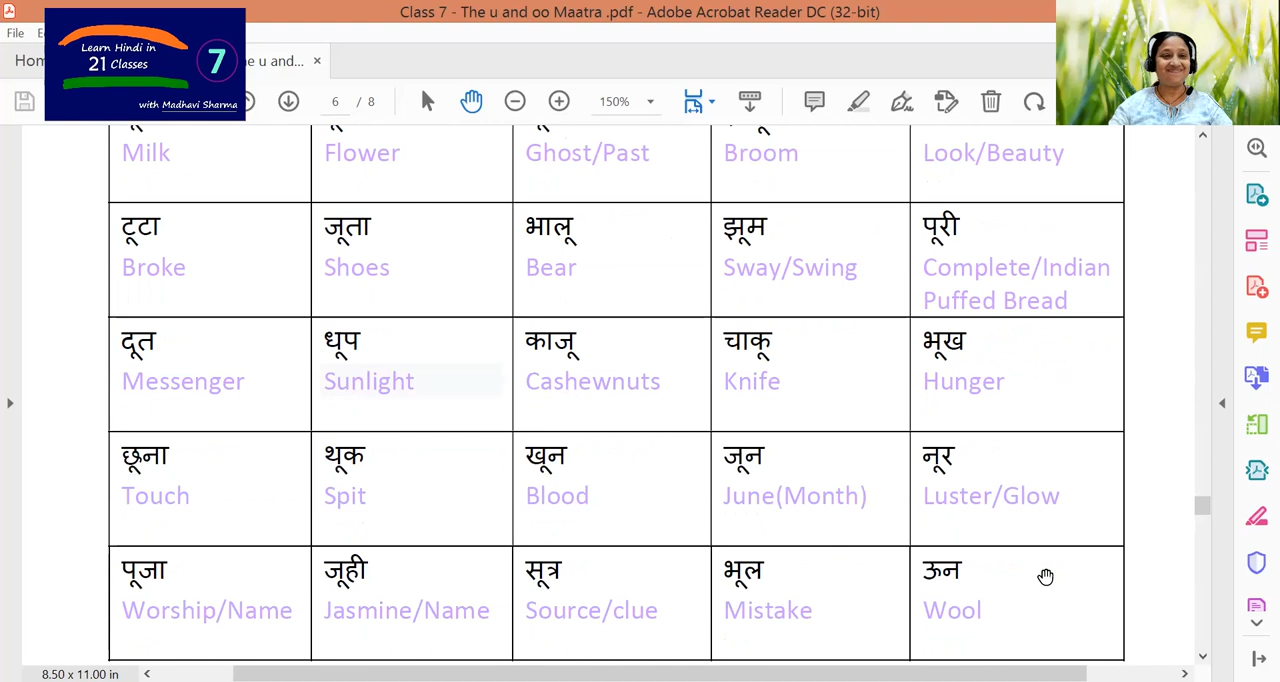 Class 7 - The u and oo Maatra .pdf - Adobe Acrobat Reader DC (32-bit)
File
Learn Hindi in
21 Classes
7
with Madhavi Sharma
e u and... ×
6 / 8
150%
Milk Flower Ghost/Past Broom Look/Beauty
टूटा जूता भालू झूम पूरी
Broke Shoes Bear Sway/Swing Complete/Indian
Puffed Bread
दूत धूप काजू चाकू भूख
Messenger Sunlight Cashewnuts Knife Hunger
छूना थूक खून जून नूर
Touch Spit Blood June(Month) Luster/Glow
पूजा जूही सूत्र भूल ऊन
Worship/Name Jasmine/Name Source/clue Mistake Wool
8.50 x 11.00 in